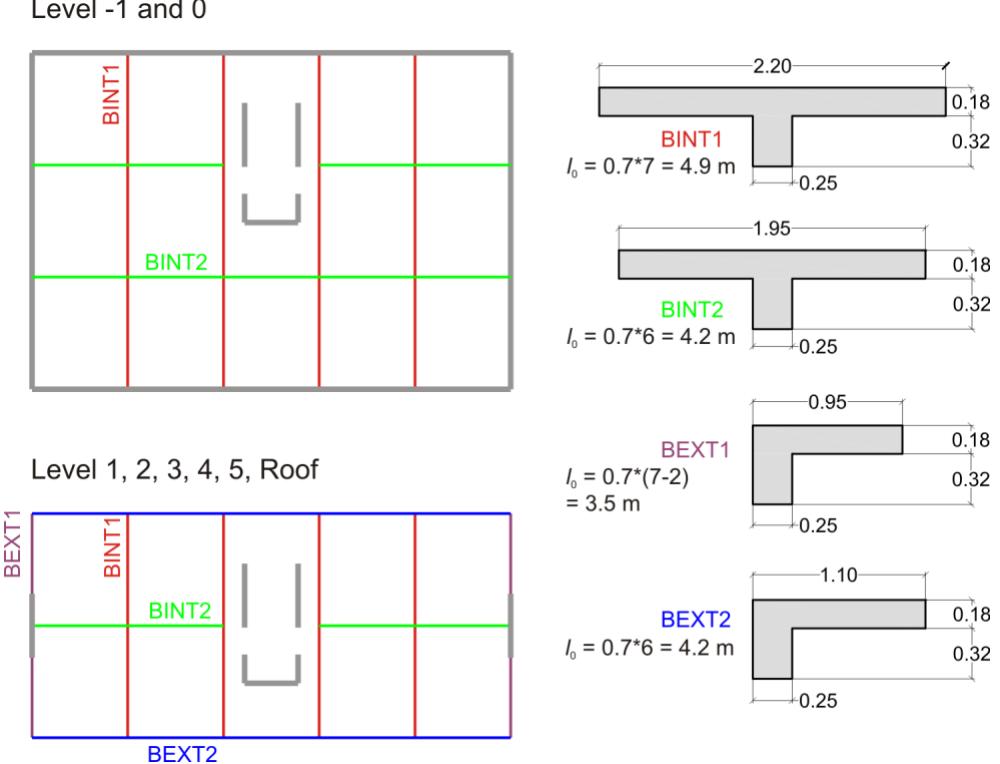 Level -1 and 0
BINT1
BINT2
2.20
0.18
0.32
BINT1
l₀ = 0.7*7 = 4.9 m
0.25
1.95
0.18
0.32
BINT2
l₀ = 0.7*6 = 4.2 m
0.25
0.95
0.18
0.32
BEXT1
l₀ = 0.7*(7-2)
= 3.5 m
0.25
Level 1, 2, 3, 4, 5, Roof
BEXT1
BINT1
BINT2
BEXT2
1.10
0.18
0.32
BEXT2
l₀ = 0.7*6 = 4.2 m
0.25